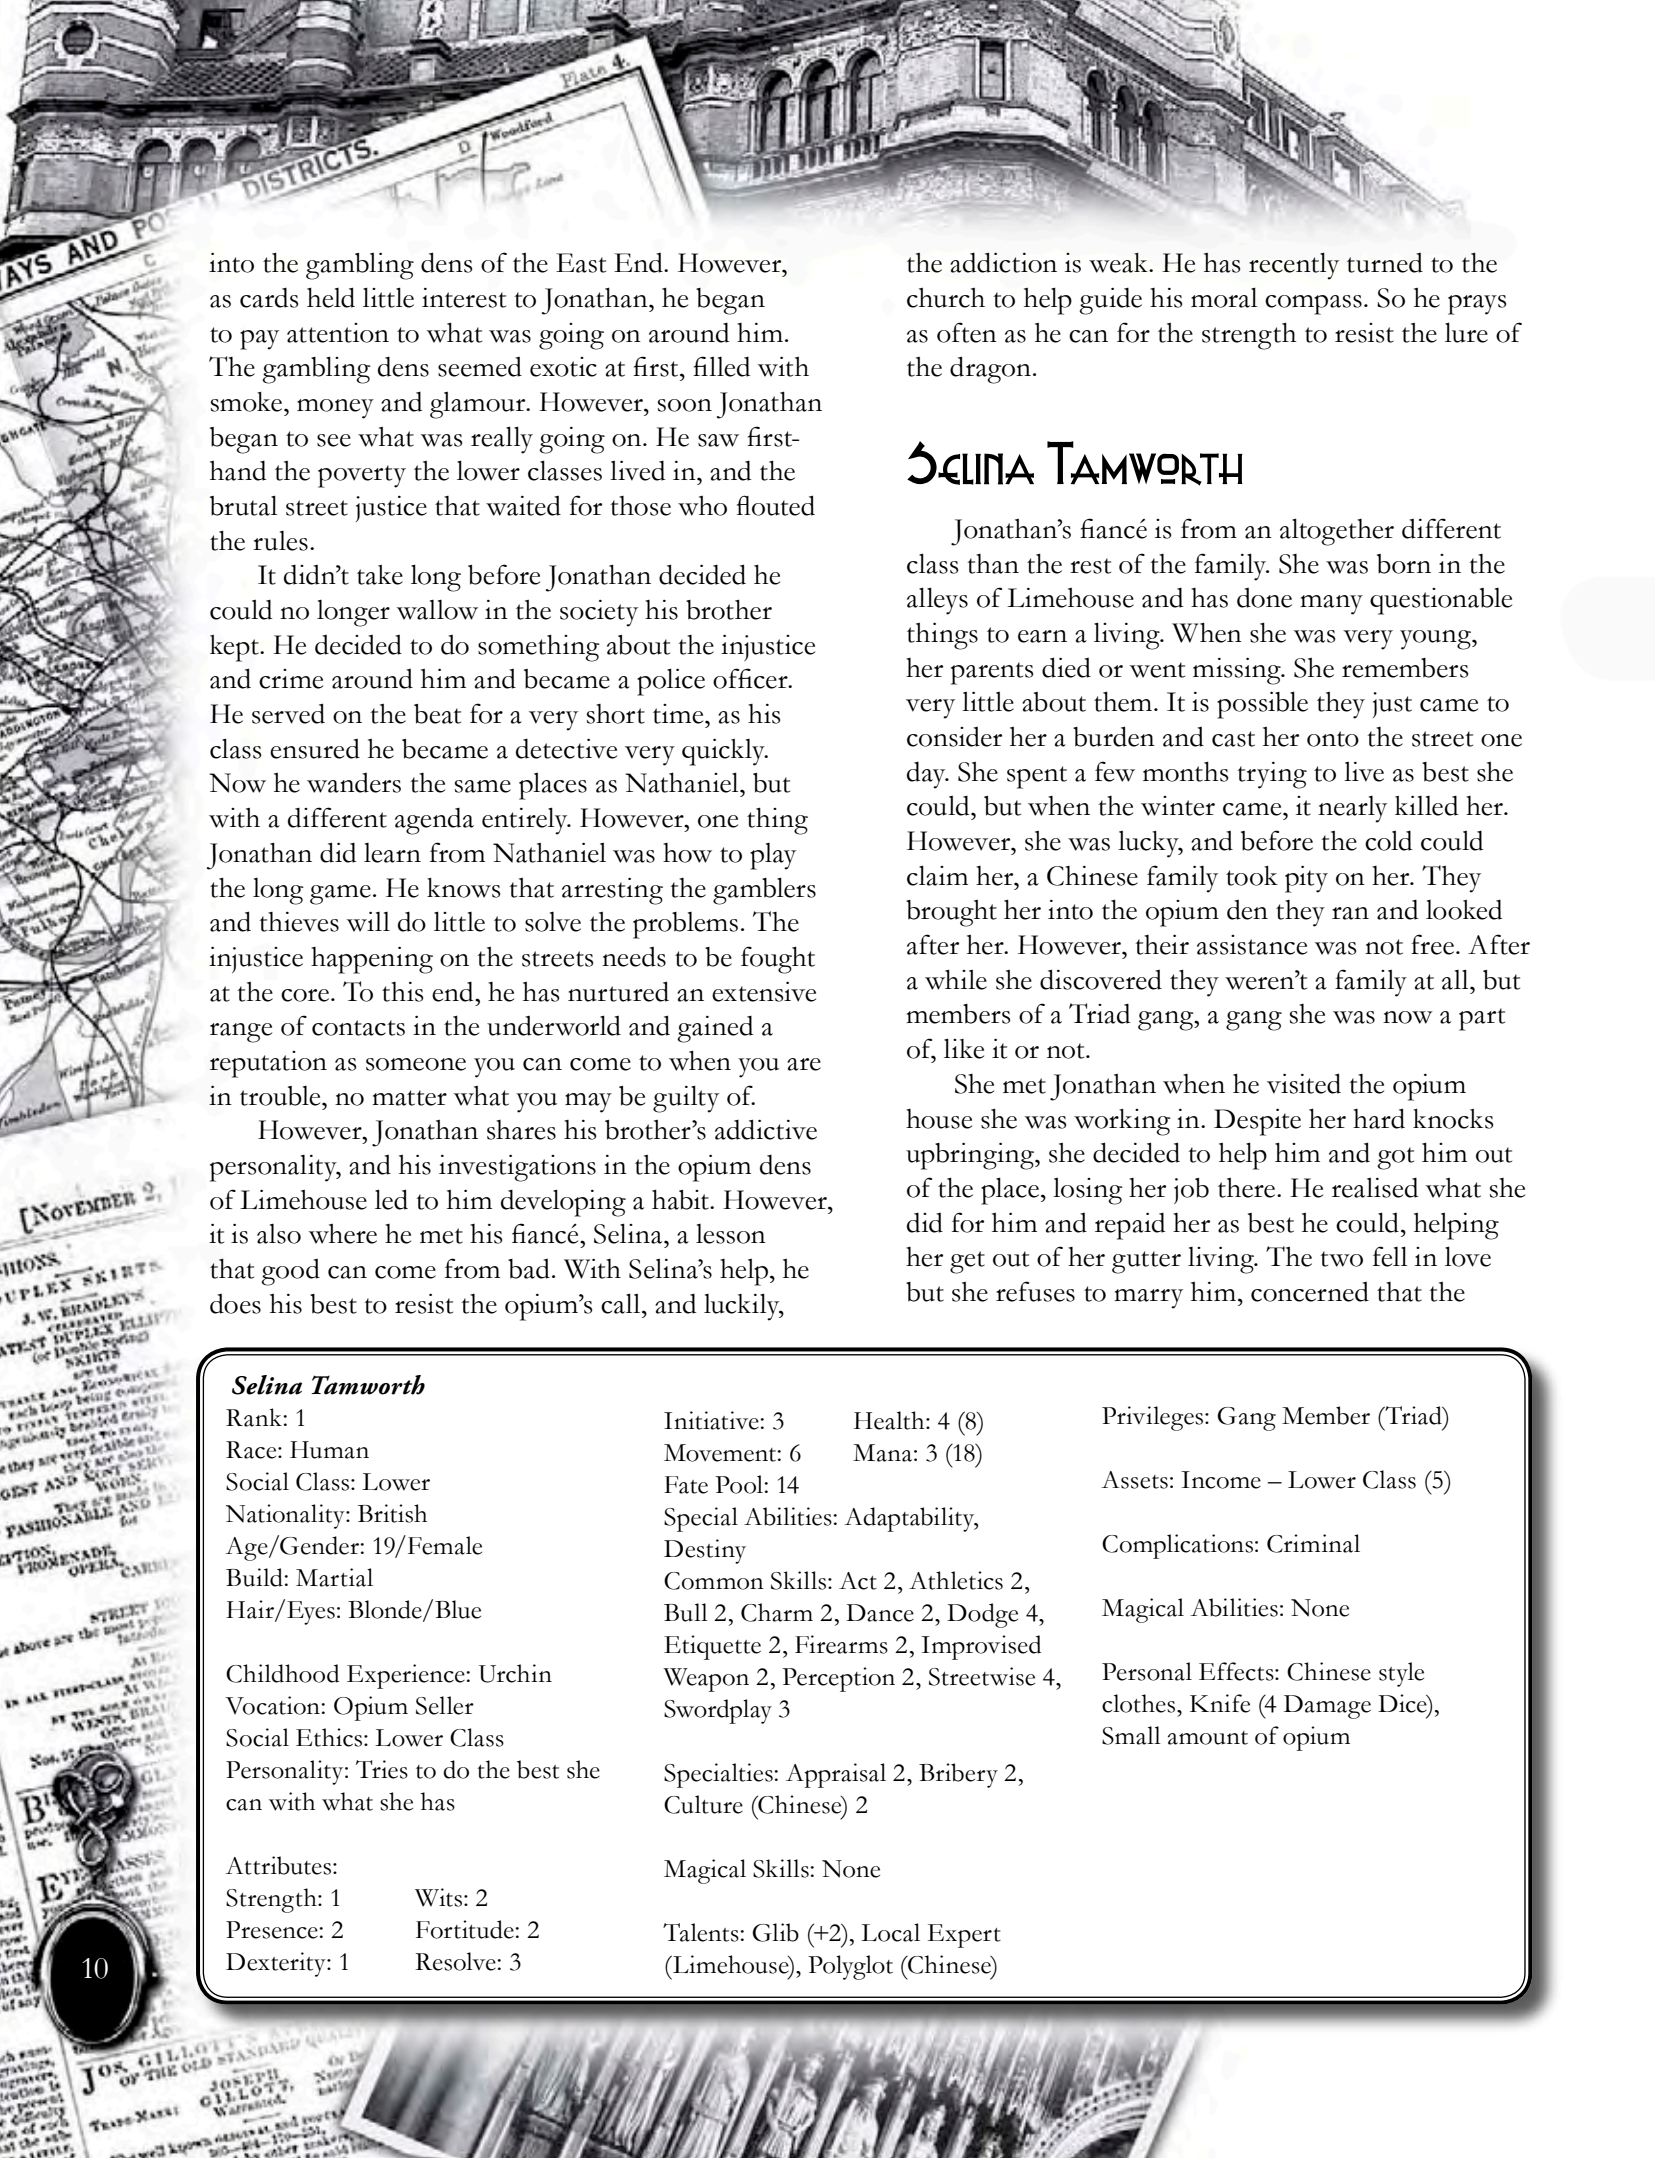 Plate 4.
D
Woodford
DISTRICTS.
WAYS AND PO
C
N.
into the gambling dens of the East End. However,
as cards held little interest to Jonathan, he began
to pay attention to what was going on around him.
The gambling dens seemed exotic at first, filled with
smoke, money and glamour. However, soon Jonathan
began to see what was really going on. He saw first-
hand the poverty the lower classes lived in, and the
brutal street justice that waited for those who flouted
the rules.
It didn’t take long before Jonathan decided he
could no longer wallow in the society his brother
kept. He decided to do something about the injustice
and crime around him and became a police officer.
He served on the beat for a very short time, as his
class ensured he became a detective very quickly.
Now he wanders the same places as Nathaniel, but
with a different agenda entirely. However, one thing
Jonathan did learn from Nathaniel was how to play
the long game. He knows that arresting the gamblers
and thieves will do little to solve the problems. The
injustice happening on the streets needs to be fought
at the core. To this end, he has nurtured an extensive
range of contacts in the underworld and gained a
reputation as someone you can come to when you are
in trouble, no matter what you may be guilty of.
However, Jonathan shares his brother’s addictive
personality, and his investigations in the opium dens
of Limehouse led to him developing a habit. However,
it is also where he met his fiancé, Selina, a lesson
that good can come from bad. With Selina’s help, he
does his best to resist the opium’s call, and luckily,
the addiction is weak. He has recently turned to the
church to help guide his moral compass. So he prays
as often as he can for the strength to resist the lure of
the dragon.
Selina Tamworth
Jonathan’s fiancé is from an altogether different
class than the rest of the family. She was born in the
alleys of Limehouse and has done many questionable
things to earn a living. When she was very young,
her parents died or went missing. She remembers
very little about them. It is possible they just came to
consider her a burden and cast her onto the street one
day. She spent a few months trying to live as best she
could, but when the winter came, it nearly killed her.
However, she was lucky, and before the cold could
claim her, a Chinese family took pity on her. They
brought her into the opium den they ran and looked
after her. However, their assistance was not free. After
a while she discovered they weren’t a family at all, but
members of a Triad gang, a gang she was now a part
of, like it or not.
She met Jonathan when he visited the opium
house she was working in. Despite her hard knocks
upbringing, she decided to help him and got him out
of the place, losing her job there. He realised what she
did for him and repaid her as best he could, helping
her get out of her gutter living. The two fell in love
but she refuses to marry him, concerned that the
[NOVEMBER 2,
DUPLEX SKIRTS.
J. W. BRADLEY'S
SKIRTS
Selina Tamworth
Rank: 1
Race: Human
Social Class: Lower
Nationality: British
Age/Gender: 19/Female
Build: Martial
Hair/Eyes: Blonde/Blue
Childhood Experience: Urchin
Vocation: Opium Seller
Social Ethics: Lower Class
Personality: Tries to do the best she
can with what she has
Attributes:
Strength: 1 Wits: 2
Presence: 2 Fortitude: 2
Dexterity: 1 Resolve: 3
Initiative: 3 Health: 4 (8)
Movement: 6 Mana: 3 (18)
Fate Pool: 14
Special Abilities: Adaptability,
Destiny
Common Skills: Act 2, Athletics 2,
Bull 2, Charm 2, Dance 2, Dodge 4,
Etiquette 2, Firearms 2, Improvised
Weapon 2, Perception 2, Streetwise 4,
Swordplay 3
Specialties: Appraisal 2, Bribery 2,
Culture (Chinese) 2
Magical Skills: None
Talents: Glib (+2), Local Expert
(Limehouse), Polyglot (Chinese)
Privileges: Gang Member (Triad)
Assets: Income – Lower Class (5)
Complications: Criminal
Magical Abilities: None
Personal Effects: Chinese style
clothes, Knife (4 Damage Dice),
Small amount of opium
10
JOS. GILLOTT'S
OF THE OLD STANDARD
JOSEPH
GILLOTT,
Warranted.
TRADE-MARK: